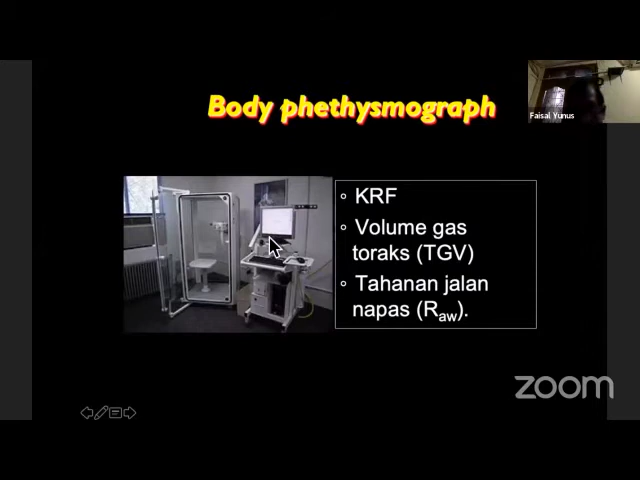 Body phethysmograph
Faisal Yunus
KRF
Volume gas
toraks (TGV)
Tahanan jalan
napas (Raw).
zoom